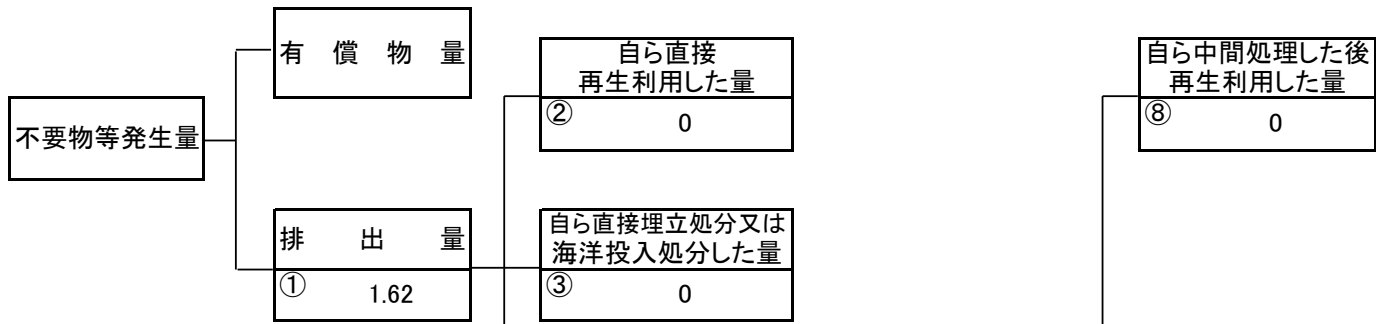 有償物量
自ら直接
再生利用した量
② 0
自ら中間処理した後
再生利用した量
⑧ 0
不要物等発生量
排出量
① 1.62
自ら直接埋立処分又は
海洋投入処分した量
③ 0